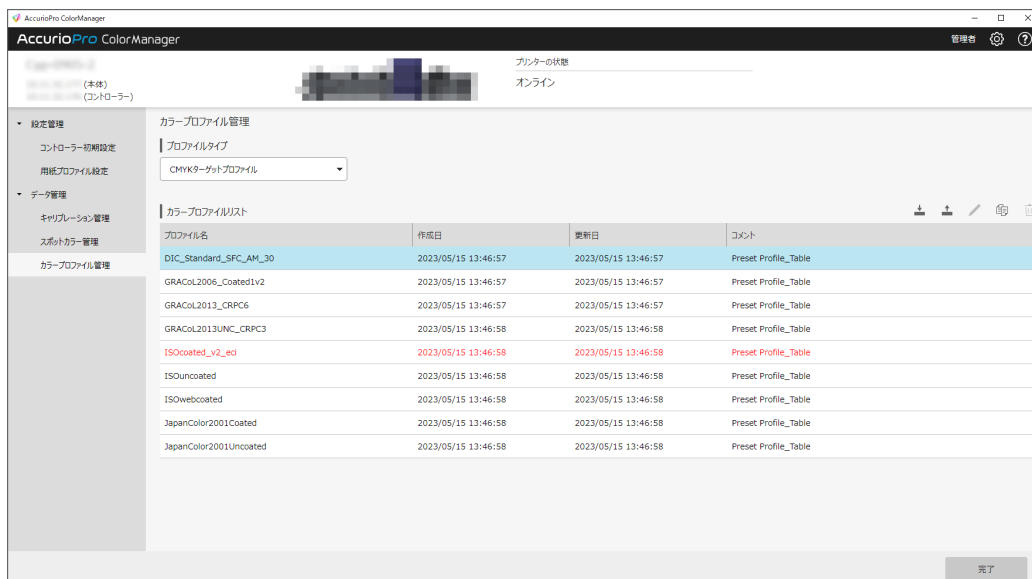 AccurioPro ColorManager
AccurioPro ColorManager 管理者
プリンターの状態
(本体) オンライン
(コントローラー)
設定管理
コントローラー初期設定
用紙プロファイル設定
データ管理
キャリブレーション管理
スポットカラー管理
カラープロファイル管理
カラープロファイル管理
プロファイルタイプ
CMYKターゲットプロファイル
カラープロファイルリスト
プロファイル名 作成日 更新日 コメント
DIC_Standard_SFC_AM_30 2023/05/15 13:46:57 2023/05/15 13:46:57 Preset Profile_Table
GRACoL2006_Coated1v2 2023/05/15 13:46:57 2023/05/15 13:46:57 Preset Profile_Table
GRACoL2013_CRPC6 2023/05/15 13:46:57 2023/05/15 13:46:57 Preset Profile_Table
GRACoL2013UNC_CRPC3 2023/05/15 13:46:58 2023/05/15 13:46:58 Preset Profile_Table
ISOcoated_v2_eci 2023/05/15 13:46:58 2023/05/15 13:46:58 Preset Profile_Table
ISOuncoated 2023/05/15 13:46:58 2023/05/15 13:46:58 Preset Profile_Table
ISOwebcoated 2023/05/15 13:46:58 2023/05/15 13:46:58 Preset Profile_Table
JapanColor2001Coated 2023/05/15 13:46:58 2023/05/15 13:46:58 Preset Profile_Table
JapanColor2001Uncoated 2023/05/15 13:46:58 2023/05/15 13:46:58 Preset Profile_Table
完了